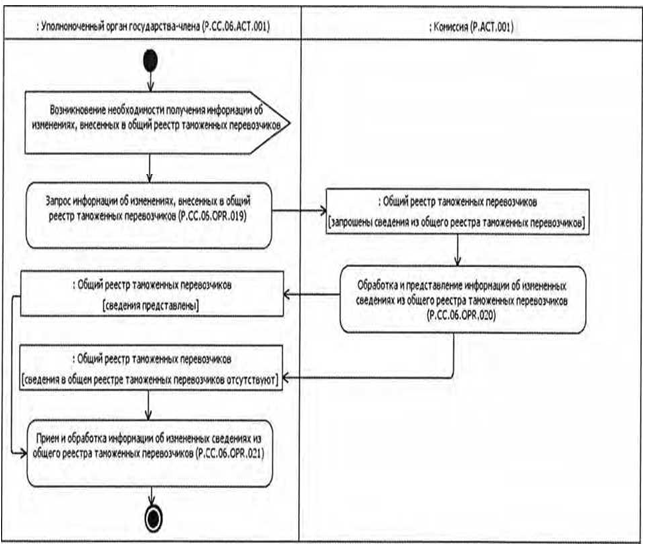 : Уполномоченный орган государства-члена (P.CC.06.ACT.001)
: Комиссия (P.ACT.001)
Возникновение необходимости получения информации об
изменениях, внесенных в общий реестр таможенных перевозчиков
Запрос информации об изменениях, внесенных в общий
реестр таможенных перевозчиков (P.CC.06.OPR.019)
: Общий реестр таможенных перевозчиков
[запрошены сведения из общего реестра таможенных перевозчиков]
: Общий реестр таможенных перевозчиков
[сведения представлены]
Обработка и представление информации об измененных
сведениях из общего реестра таможенных перевозчиков
(P.CC.06.OPR.020)
: Общий реестр таможенных перевозчиков
[сведения в общем реестре таможенных перевозчиков отсутствуют]
Прием и обработка информации об измененных сведениях из
общего реестра таможенных перевозчиков (P.CC.06.OPR.021)